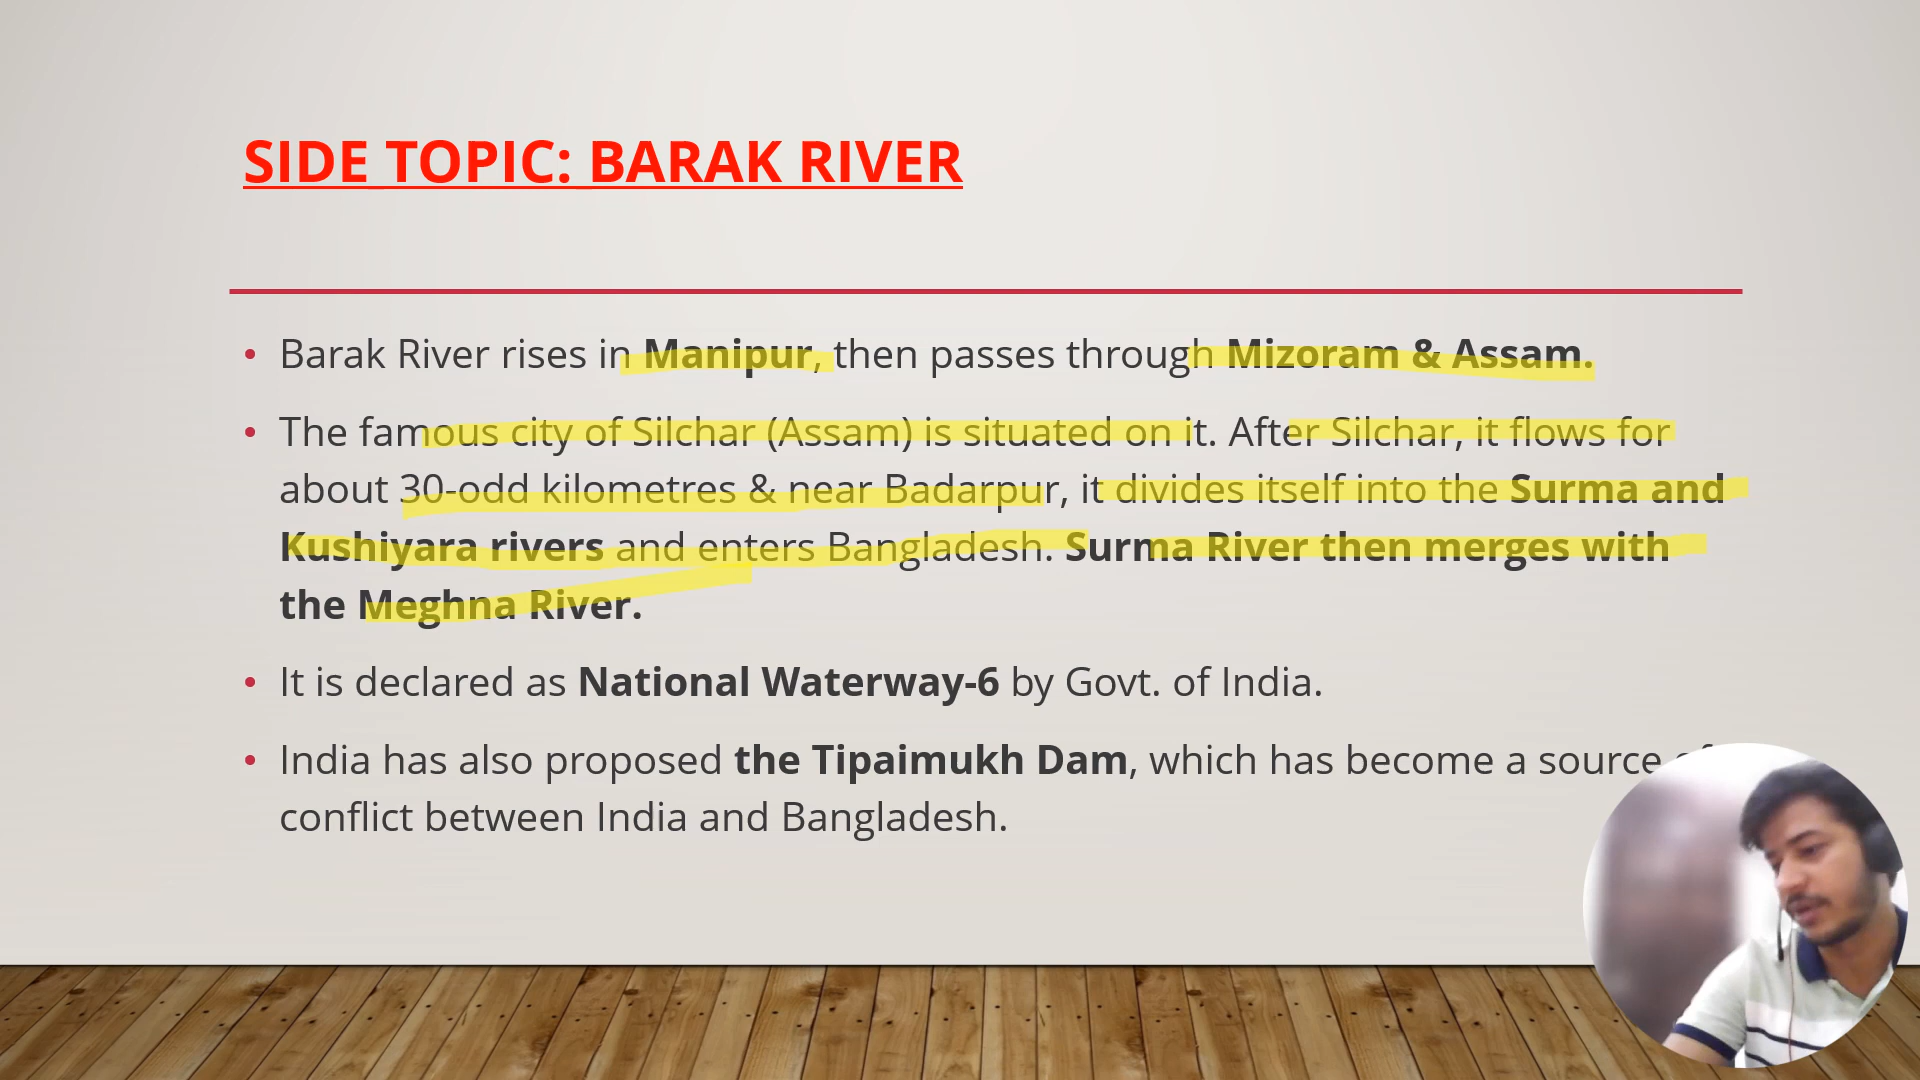 SIDE TOPIC: BARAK RIVER
• Barak River rises in Manipur, then passes through Mizoram & Assam.
• The famous city of Silchar (Assam) is situated on it. After Silchar, it flows for
about 30-odd kilometres & near Badarpur, it divides itself into the Surma and
Kushiyara rivers and enters Bangladesh. Surma River then merges with
the Meghna River.
• It is declared as National Waterway-6 by Govt. of India.
• India has also proposed the Tipaimukh Dam, which has become a source of
conflict between India and Bangladesh.